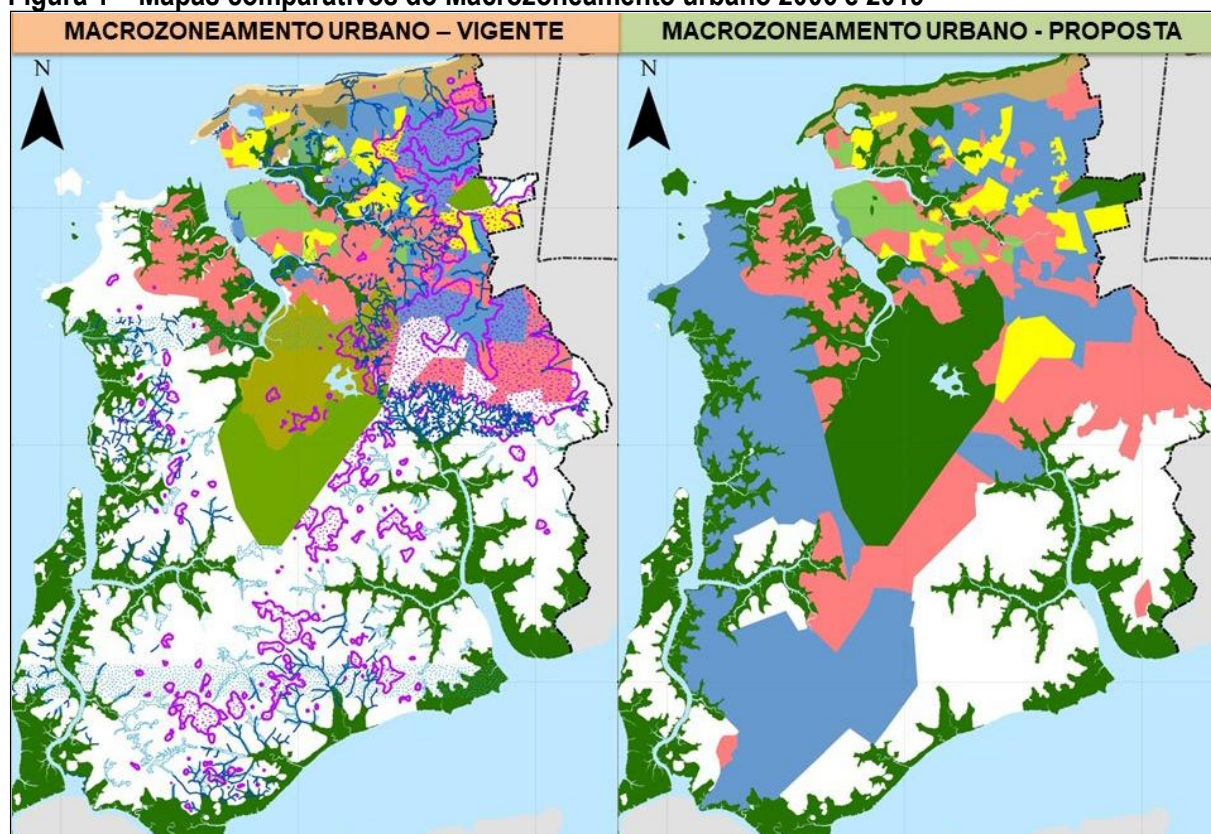 Figura 1 – Mapas comparativos do Macrozoneamento urbano 2006 e 2019
MACROZONEAMENTO URBANO – VIGENTE
MACROZONEAMENTO URBANO - PROPOSTA
N
N